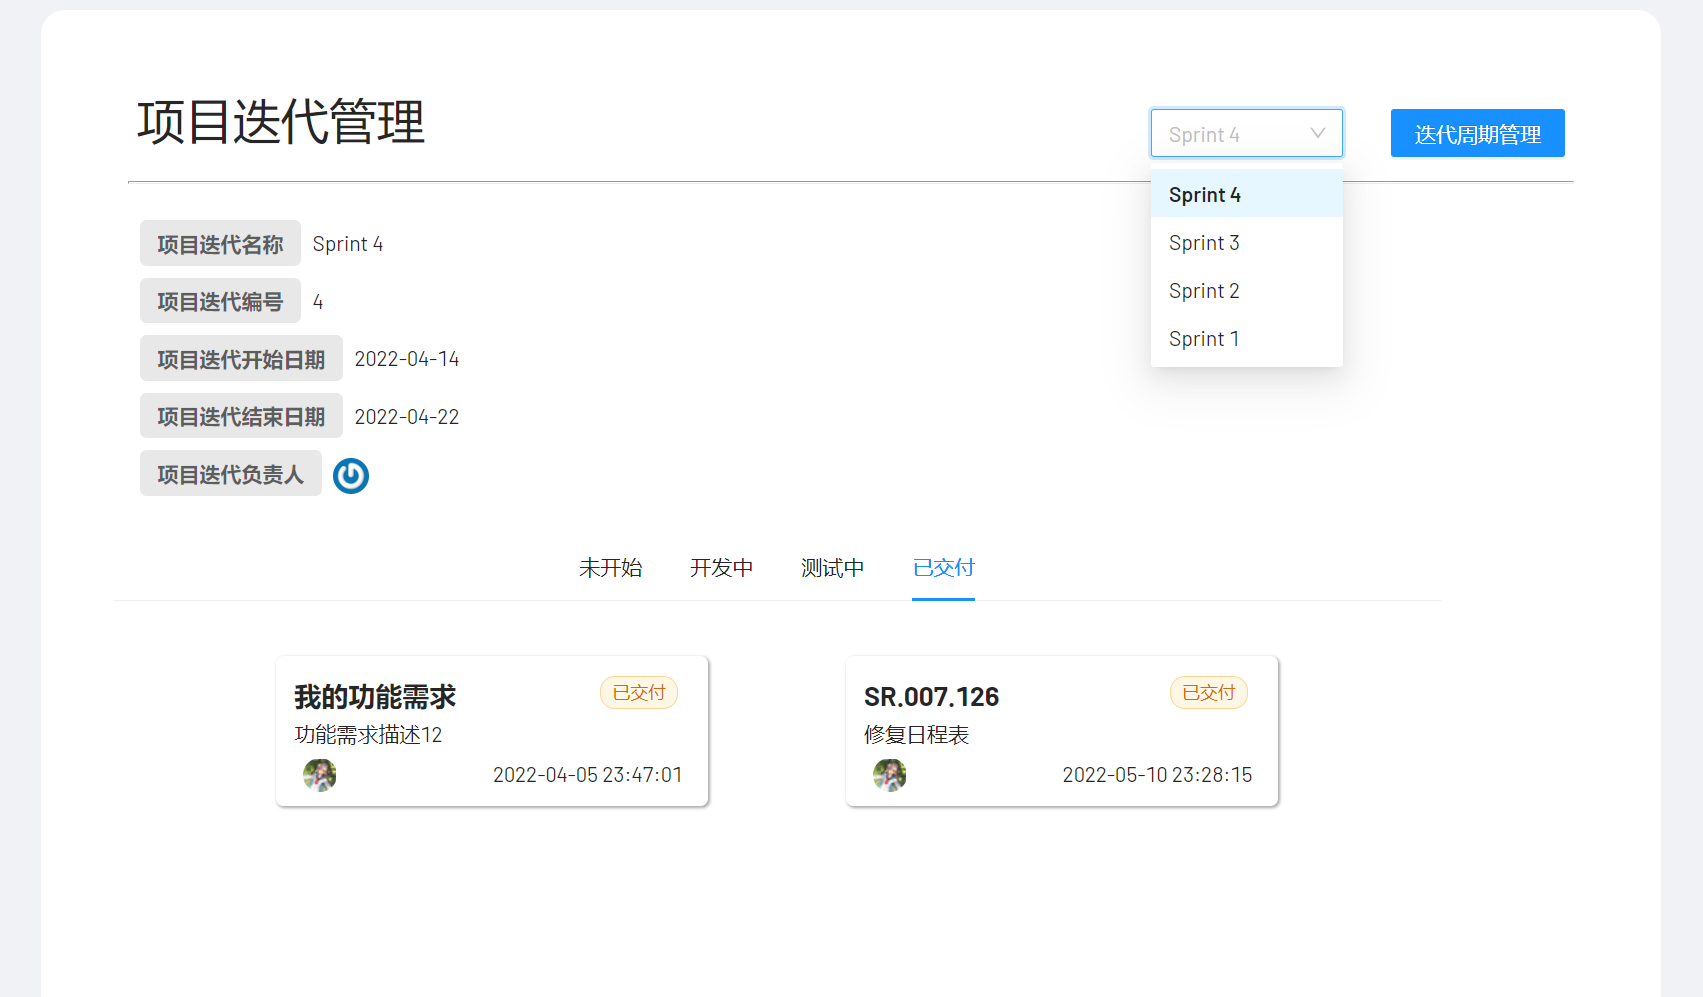 项目迭代管理
Sprint 4
迭代周期管理
Sprint 4
Sprint 3
Sprint 2
Sprint 1
项目迭代名称 Sprint 4
项目迭代编号 4
项目迭代开始日期 2022-04-14
项目迭代结束日期 2022-04-22
项目迭代负责人
未开始 开发中 测试中 已交付
我的功能需求 已交付
功能需求描述12
2022-04-05 23:47:01
SR.007.126 已交付
修复日程表
2022-05-10 23:28:15